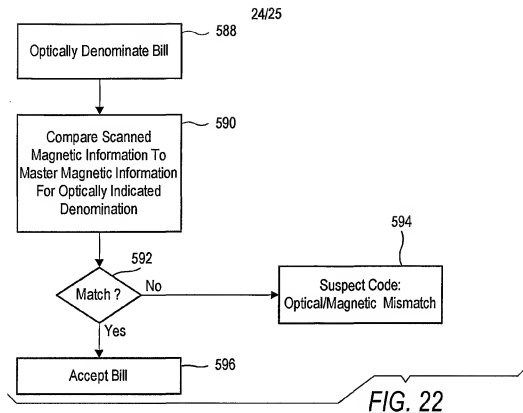 24/25
588
Optically Denominate Bill
590
Compare Scanned
Magnetic Information To
Master Magnetic Information
For Optically Indicated
Denomination
592
Match ?
No
594
Suspect Code:
Optical/Magnetic Mismatch
Yes
596
Accept Bill
FIG. 22